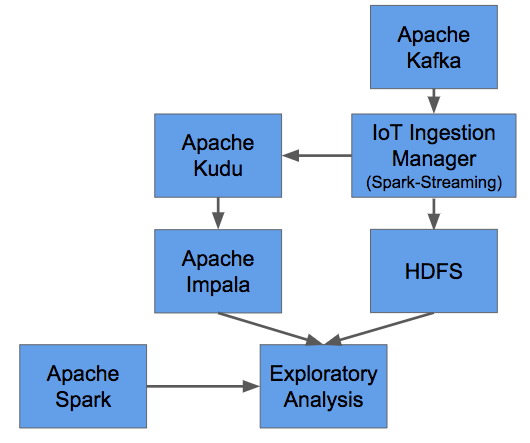 Apache
Kafka
IoT Ingestion
Manager
(Spark-Streaming)
Apache
Kudu
Apache
Impala
HDFS
Apache
Spark
Exploratory
Analysis